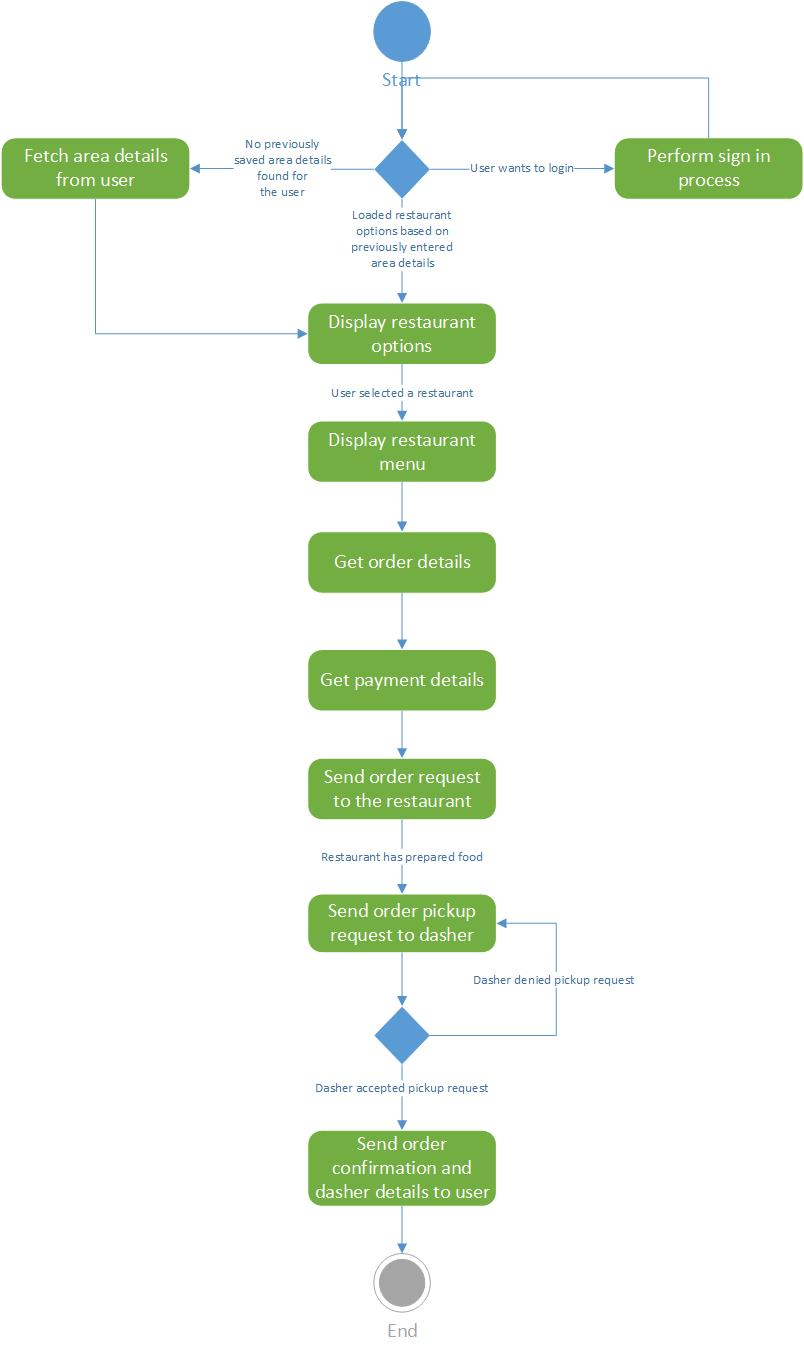 Start
No previously
saved area details
found for
the user
Fetch area details
from user
User wants to login
Perform sign in
process
Loaded restaurant
options based on
previously entered
area details
Display restaurant
options
User selected a restaurant
Display restaurant
menu
Get order details
Get payment details
Send order request
to the restaurant
Restaurant has prepared food
Send order pickup
request to dasher
Dasher denied pickup request
Dasher accepted pickup request
Send order
confirmation and
dasher details to user
End